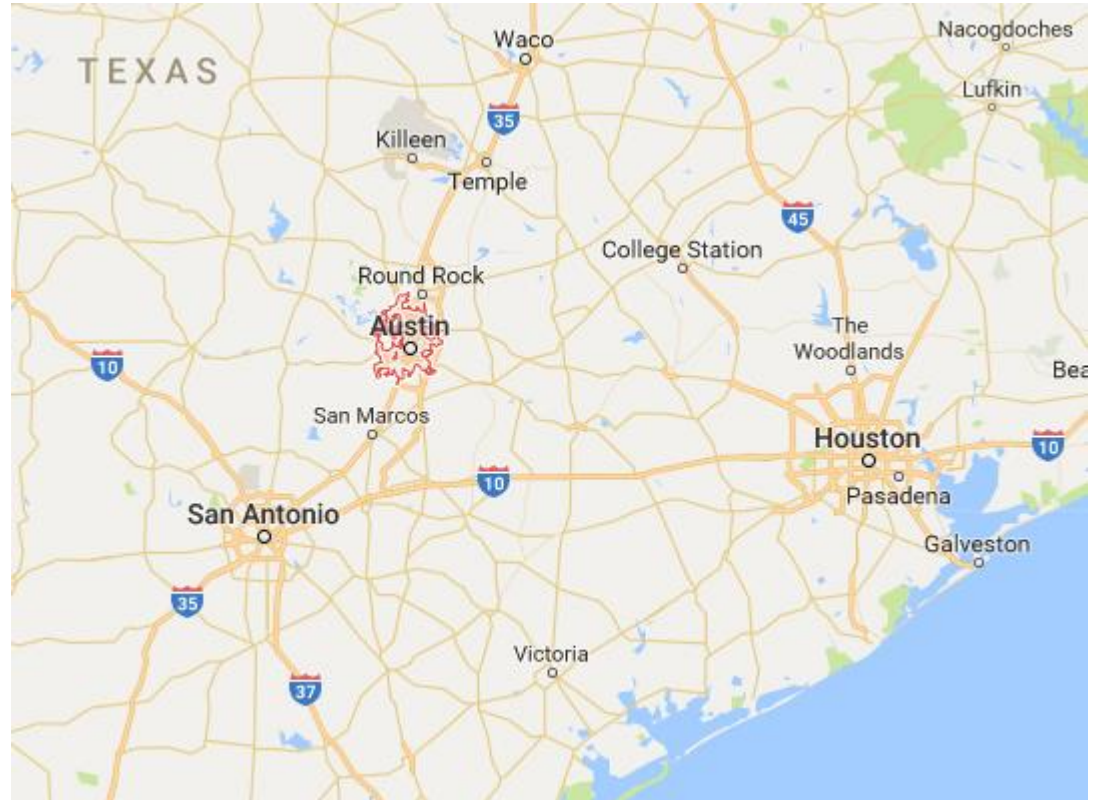 Nacogdoches
Waco
TEXAS
Lufkin
35
Killeen
Temple
45
College Station
Round Rock
Austin
The
Woodlands
10
Bea
San Marcos
Houston
10
10
Pasadena
San Antonio
Galveston
35
Victoria
37